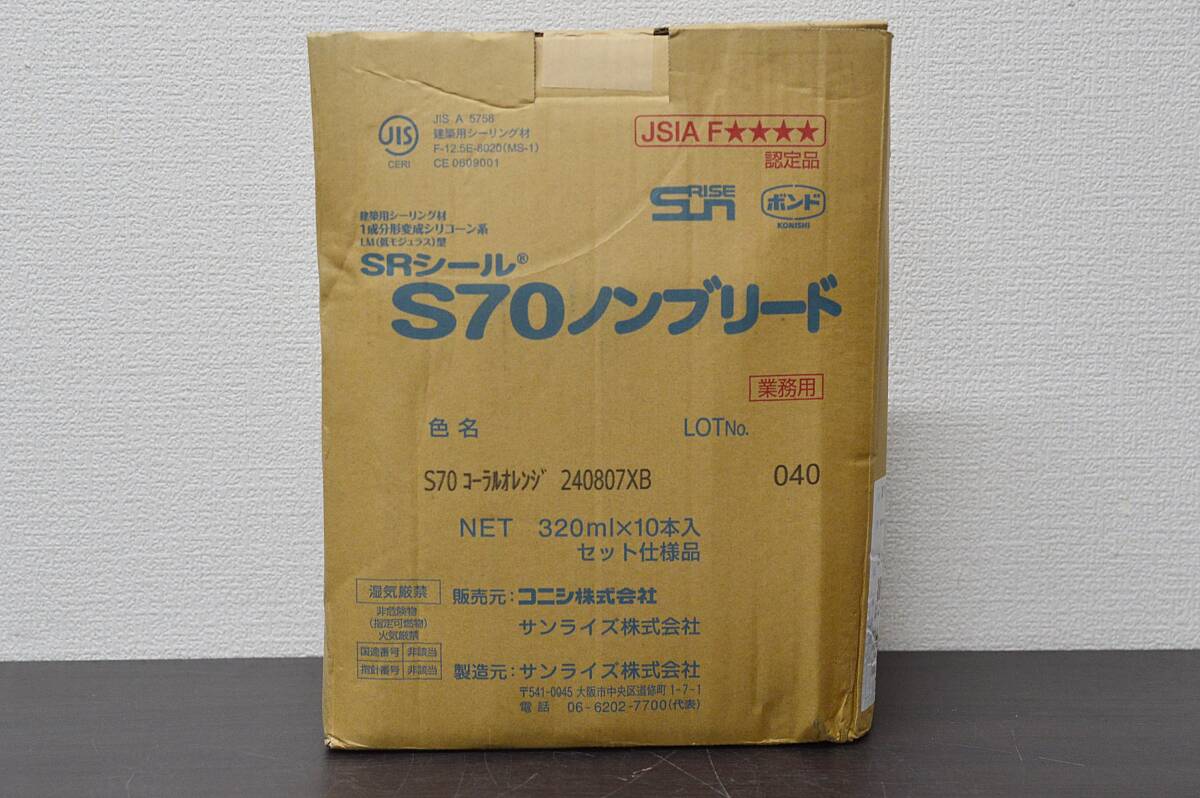 JIS
CERI
JIS A 5758
建築用シーリング材
F-12.5E-8020(MS-1)
CE 0609001
JSIA F★★★★
認定品
SUN RISE
ボンド
KONISHI
建築用シーリング材
1成分形変成シリコーン系
LM(低モジュラス)型
SRシール®
S70ノンブリード
業務用
色名 LOTNo.
S70 コーラルオレンジ 240807XB 040
NET 320ml×10本入
セット仕様品
湿気厳禁
非危険物
(指定可燃物)
火気厳禁
国連番号 非該当
指針番号 非該当
販売元:コニシ株式会社
サンライズ株式会社
製造元:サンライズ株式会社
〒541-0045 大阪市中央区道修町1-7-1
電話 06-6202-7700(代表)